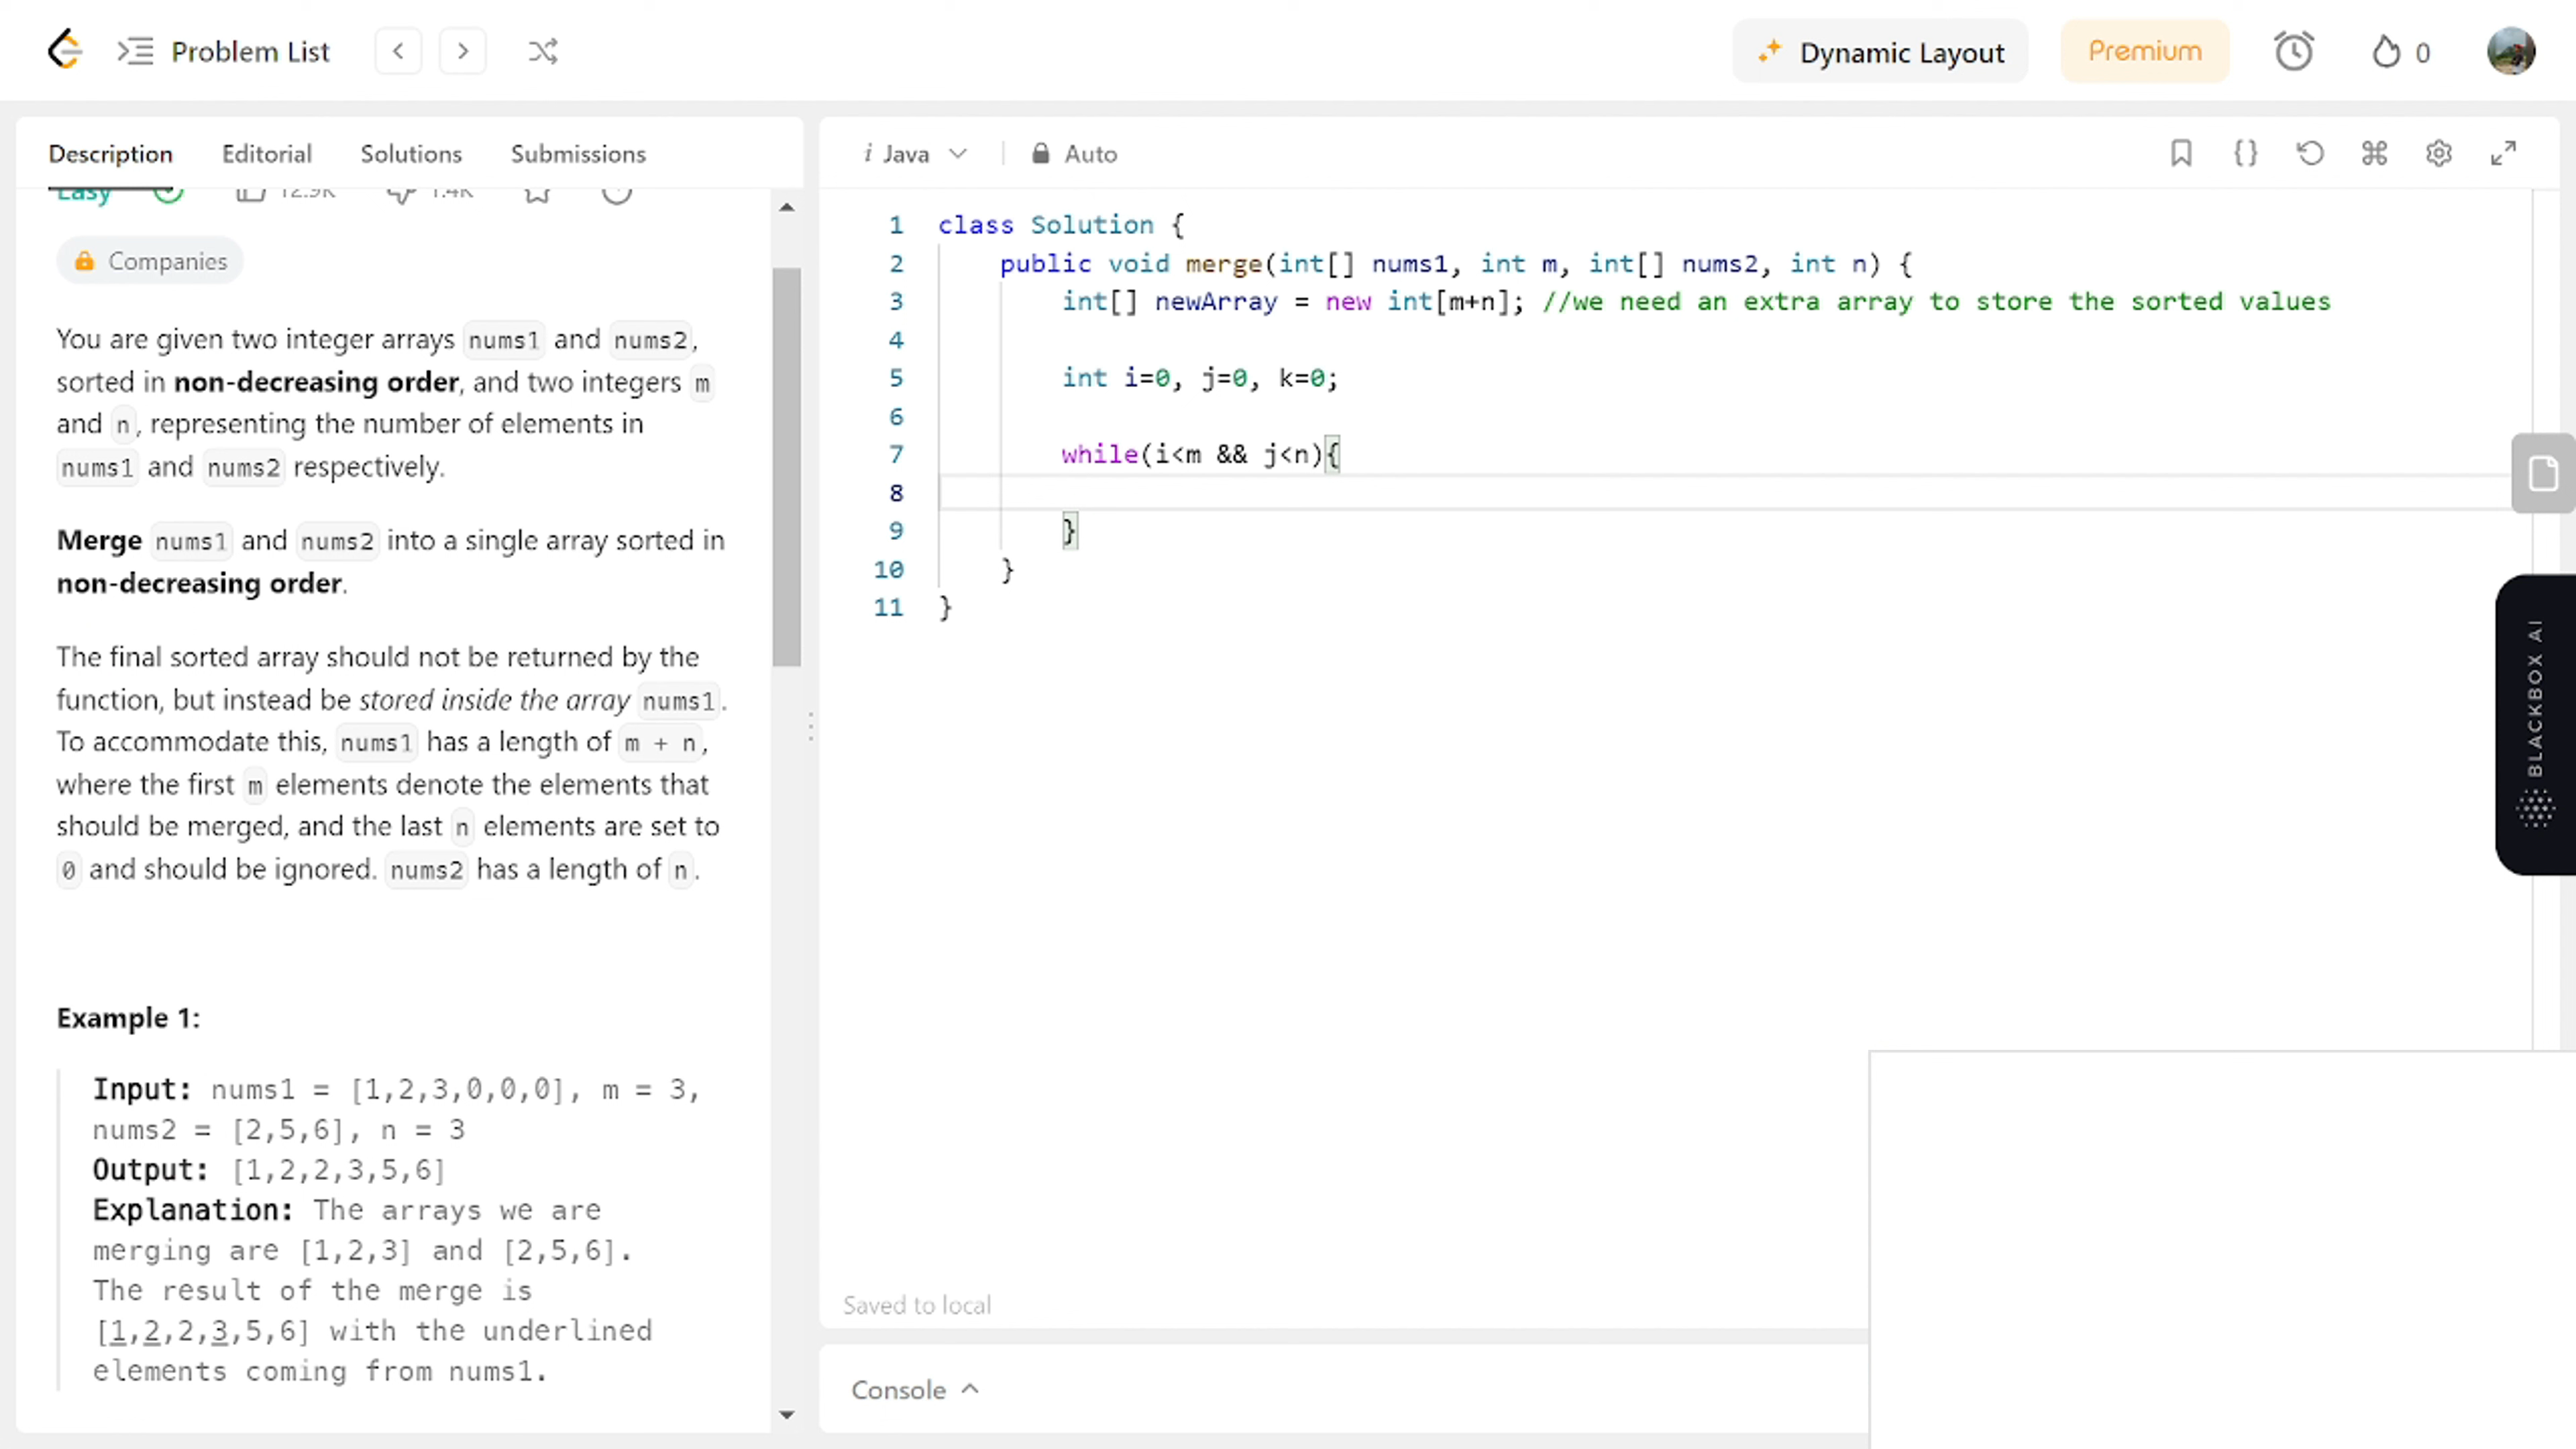 Problem List
Dynamic Layout
Premium
0
Description
Editorial
Solutions
Submissions
Easy
12.9K
1.4K
Companies
You are given two integer arrays nums1 and nums2,
sorted in non-decreasing order, and two integers m
and n, representing the number of elements in
nums1 and nums2 respectively.
Merge nums1 and nums2 into a single array sorted in
non-decreasing order.
The final sorted array should not be returned by the
function, but instead be stored inside the array nums1.
To accommodate this, nums1 has a length of m + n,
where the first m elements denote the elements that
should be merged, and the last n elements are set to
0 and should be ignored. nums2 has a length of n.
Example 1:
Input: nums1 = [1,2,3,0,0,0], m = 3,
nums2 = [2,5,6], n = 3
Output: [1,2,2,3,5,6]
Explanation: The arrays we are
merging are [1,2,3] and [2,5,6].
The result of the merge is
[1,2,2,3,5,6] with the underlined
elements coming from nums1.
i Java
Auto
1 class Solution {
2 public void merge(int[] nums1, int m, int[] nums2, int n) {
3 int[] newArray = new int[m+n]; //we need an extra array to store the sorted values
4
5 int i=0, j=0, k=0;
6
7 while(i<m && j<n){
8
9 }
10 }
11 }
BLACKBOX AI
Saved to local
Console